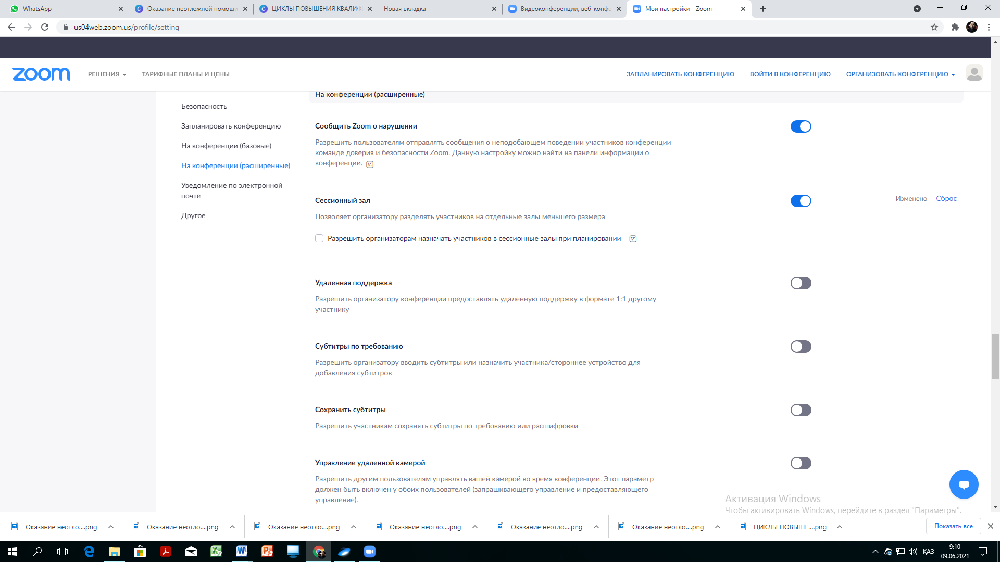 WhatsApp
Оказание неотложной помощи
ЦИКЛЫ ПОВЫШЕНИЯ КВАЛИФ
Новая вкладка
Видеоконференции, веб-конфе
Мои настройки - Zoom
us04web.zoom.us/profile/setting
zoom
РЕШЕНИЯ
ТАРИФНЫЕ ПЛАНЫ И ЦЕНЫ
ЗАПЛАНИРОВАТЬ КОНФЕРЕНЦИЮ
ВОЙТИ В КОНФЕРЕНЦИЮ
ОРГАНИЗОВАТЬ КОНФЕРЕНЦИЮ
Безопасность
Запланировать конференцию
На конференции (базовые)
На конференции (расширенные)
Уведомление по электронной
почте
Другое
На конференции (расширенные)
Сообщить Zoom о нарушении
Разрешить пользователям отправлять сообщения о неподобающем поведении участников конференции
команде доверия и безопасности Zoom. Данную настройку можно найти на панели информации о
конференции.
Сессионный зал
Изменено Сброс
Позволяет организатору разделять участников на отдельные залы меньшего размера
Разрешить организаторам назначать участников в сессионные залы при планировании
Удаленная поддержка
Разрешить организатору конференции предоставлять удаленную поддержку в формате 1:1 другому
участнику
Субтитры по требованию
Разрешить организатору вводить субтитры или назначить участника/стороннее устройство для
добавления субтитров
Сохранить субтитры
Разрешить участникам сохранять субтитры по требованию или расшифровки
Управление удаленной камерой
Разрешить другим пользователям управлять вашей камерой во время конференции. Этот параметр
должен быть включен у обоих пользователей (запрашивающего управление и предоставляющего
управление).
Активация Windows
Чтобы активировать Windows, перейдите в раздел "Параметры".
Оказание неотло....png
Оказание неотло....png
Оказание неотло....png
Оказание неотло....png
Оказание неотло....png
Оказание неотло....png
ЦИКЛЫ ПОВЫШЕ....png
Показать все
ҚАЗ
9:10
09.06.2021